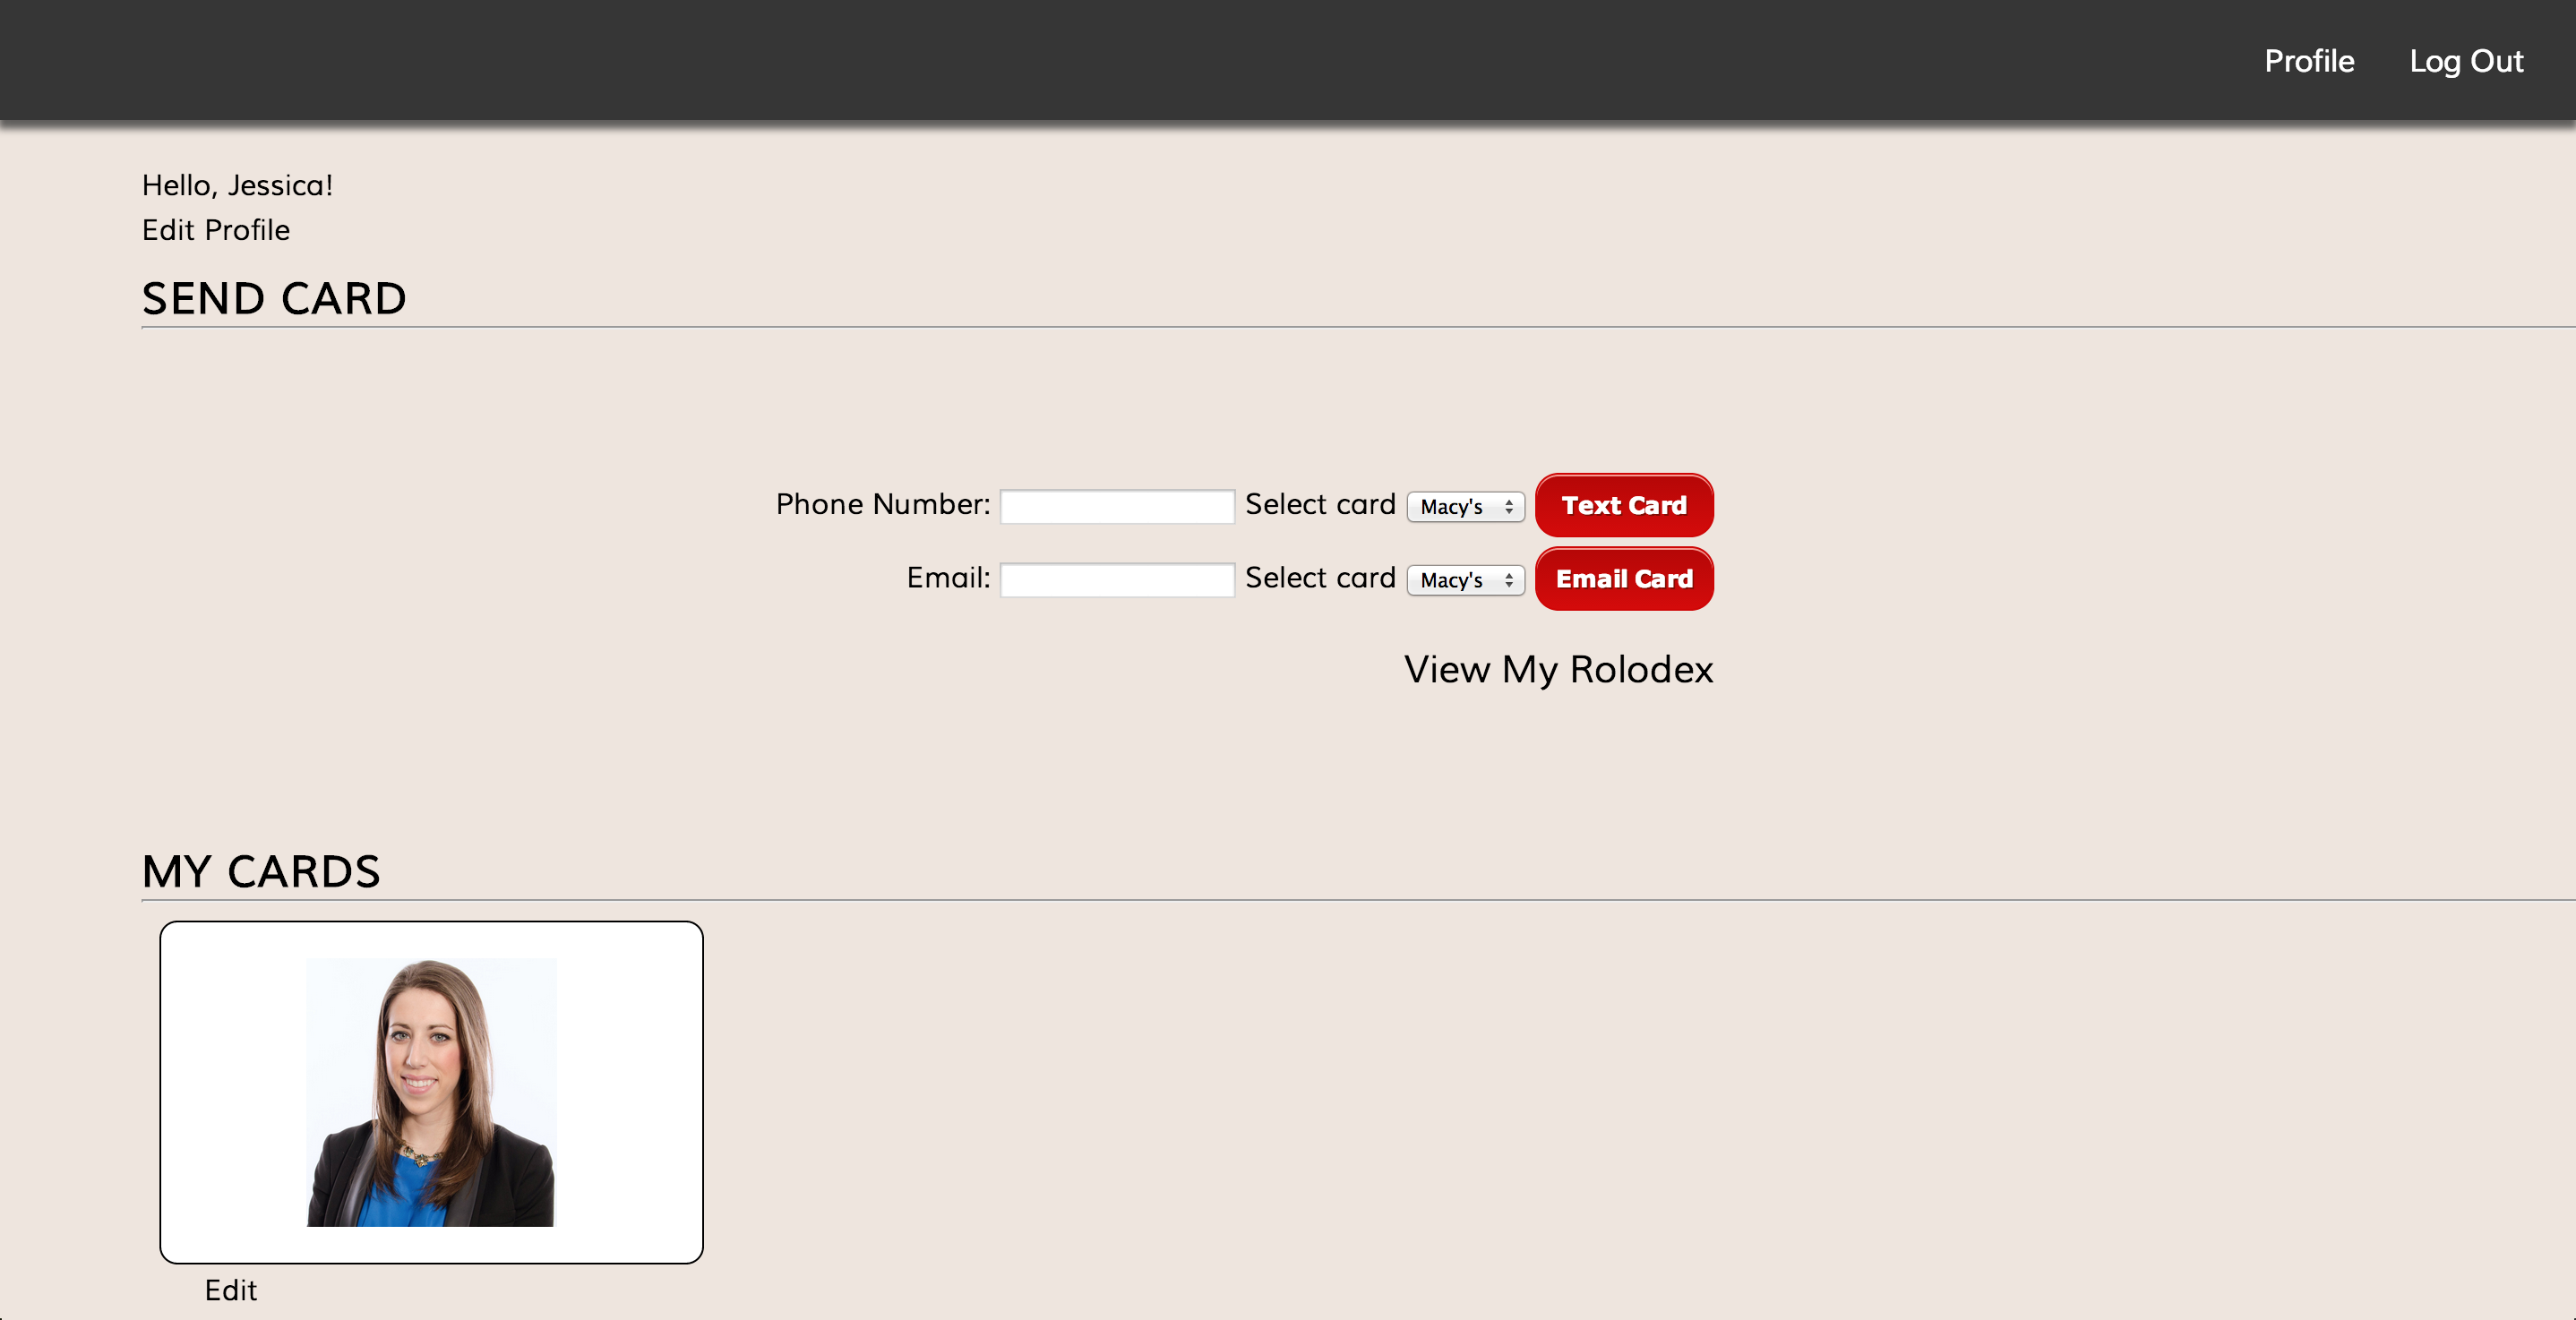 Profile Log Out
Hello, Jessica!
Edit Profile
SEND CARD
Phone Number: Select card Macy's Text Card
Email: Select card Macy's Email Card
View My Rolodex
MY CARDS
Edit